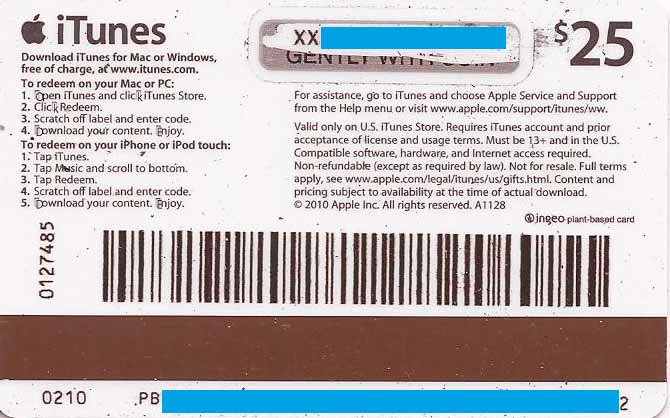 iTunes
XX
GENTLY WITH
$25
Download iTunes for Mac or Windows,
free of charge, at www.itunes.com.
To redeem on your Mac or PC:
1. Open iTunes and click iTunes Store.
2. Click Redeem.
3. Scratch off label and enter code.
4. Download your content. Enjoy.
To redeem on your iPhone or iPod touch:
1. Tap iTunes.
2. Tap Music and scroll to bottom.
3. Tap Redeem.
4. Scratch off label and enter code.
5. Download your content. Enjoy.
For assistance, go to iTunes and choose Apple Service and Support
from the Help menu or visit www.apple.com/support/itunes/ww.
Valid only on U.S. iTunes Store. Requires iTunes account and prior
acceptance of license and usage terms. Must be 13+ and in the U.S.
Compatible software, hardware, and Internet access required.
Non-refundable (except as required by law). Not for resale. Full terms
apply, see www.apple.com/legal/itunes/us/gifts.html. Content and
pricing subject to availability at the time of actual download.
© 2010 Apple Inc. All rights reserved. A1128
ingeo plant-based card
0127485
0210 PB 2